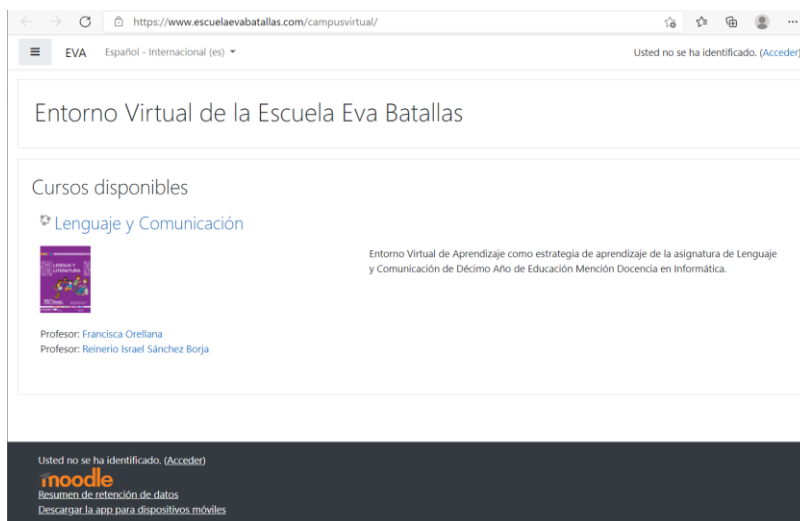 https://www.escuelaevabatallas.com/campusvirtual/
EVA Español - Internacional (es)
Usted no se ha identificado. (Acceder)
Entorno Virtual de la Escuela Eva Batallas
Cursos disponibles
Lenguaje y Comunicación
LENGUA Y
LITERATURA
Entorno Virtual de Aprendizaje como estrategia de aprendizaje de la asignatura de Lenguaje
y Comunicación de Décimo Año de Educación Mención Docencia en Informática.
Profesor: Francisca Orellana
Profesor: Reinerio Israel Sánchez Borja
Usted no se ha identificado. (Acceder)
moodle
Resumen de retención de datos
Descargar la app para dispositivos móviles